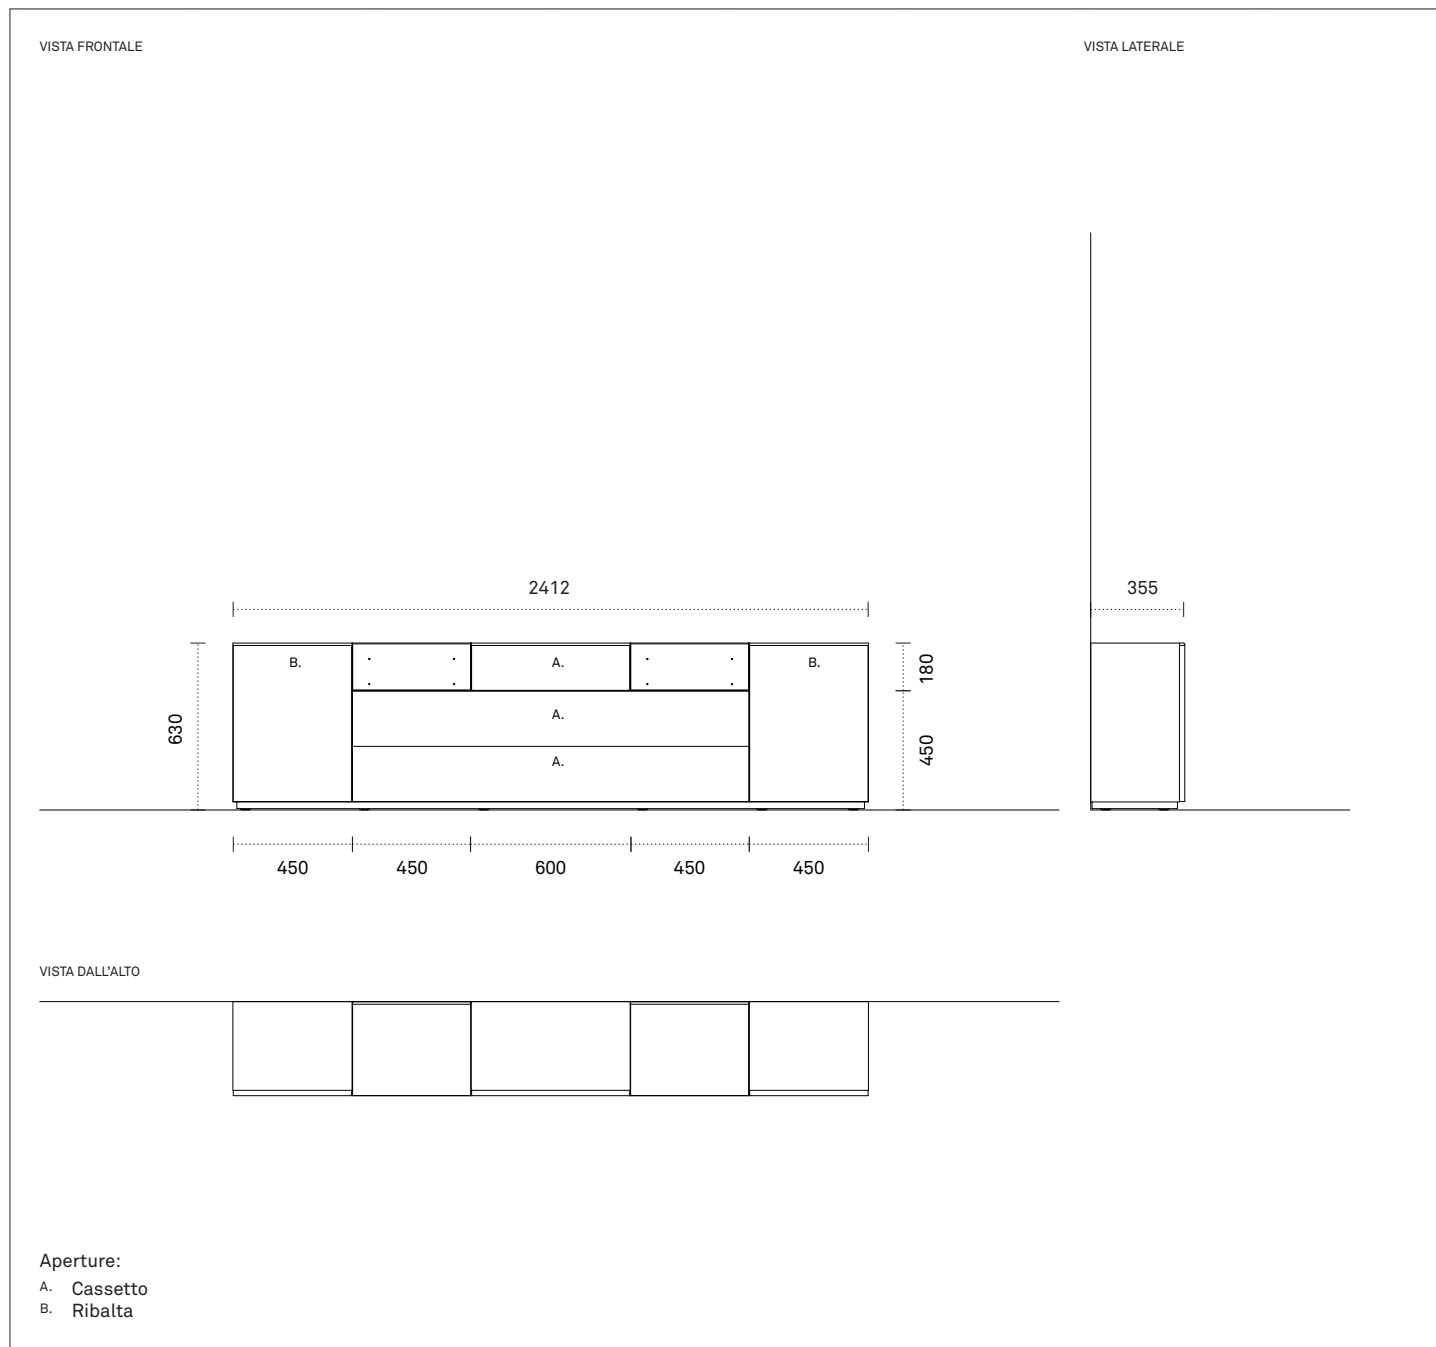 VISTA FRONTALE
VISTA LATERALE
2412
355
B.
A.
B.
180
630
A.
450
A.
450 450 600 450 450
VISTA DALL'ALTO
Aperture:
A. Cassetto
B. Ribalta